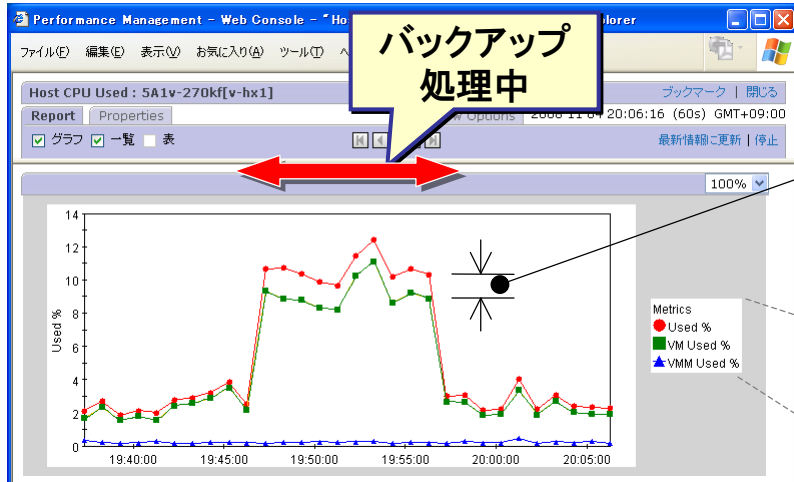 Performance Management - Web Console - "Ho
lorer
ファイル(F) 編集(E) 表示(V) お気に入り(A) ツール(T)
バックアップ
処理中
Host CPU Used : 5A1v-270kf[v-hx1]
ブックマーク | 閉じる
Report Properties
Options 2008 11 04 20:06:16 (60s) GMT+09:00
グラフ 一覧 表
最新情報に更新 | 停止
100%
Used %
14
12
10
8
6
4
2
0
19:40:00 19:45:00 19:50:00 19:55:00 20:00:00 20:05:00
Metrics
Used %
VM Used %
VMM Used %